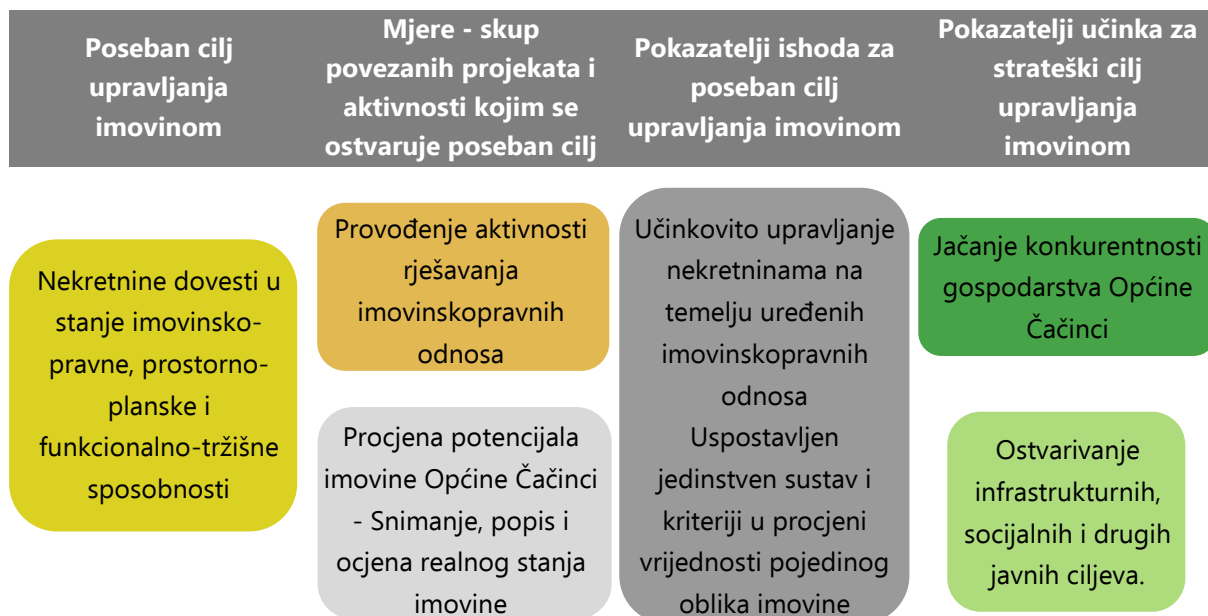 Poseban cilj
upravljanja
imovinom
Mjere - skup
povezanih projekata i
aktivnosti kojim se
ostvaruje poseban cilj
Pokazatelji ishoda za
poseban cilj
upravljanja imovinom
Pokazatelji učinka za
strateški cilj
upravljanja
imovinom
Nekretnine dovesti u
stanje imovinsko-
pravne, prostorno-
planske i
funkcionalno-tržišne
sposobnosti
Provođenje aktivnosti
rješavanja
imovinskopravnih
odnosa
Procjena potencijala
imovine Općine Čačinci
- Snimanje, popis i
ocjena realnog stanja
imovine
Učinkovito upravljanje
nekretninama na
temelju uređenih
imovinskopravnih
odnosa
Uspostavljen
jedinstven sustav i
kriteriji u procjeni
vrijednosti pojedinog
oblika imovine
Jačanje konkurentnosti
gospodarstva Općine
Čačinci
Ostvarivanje
infrastrukturnih,
socijalnih i drugih
javnih ciljeva.